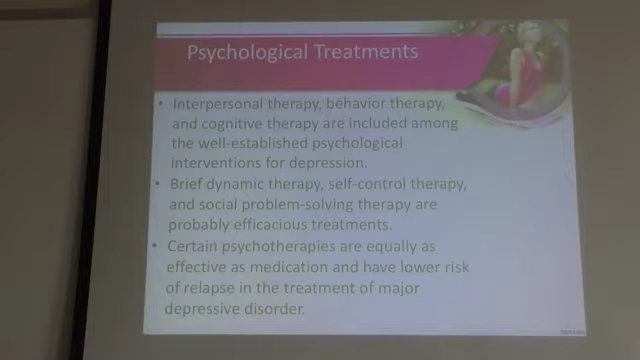 Psychological Treatments
• Interpersonal therapy, behavior therapy,
and cognitive therapy are included among
the well-established psychological
interventions for depression.
• Brief dynamic therapy, self-control therapy,
and social problem-solving therapy are
probably efficacious treatments.
• Certain psychotherapies are equally as
effective as medication and have lower risk
of relapse in the treatment of major
depressive disorder.